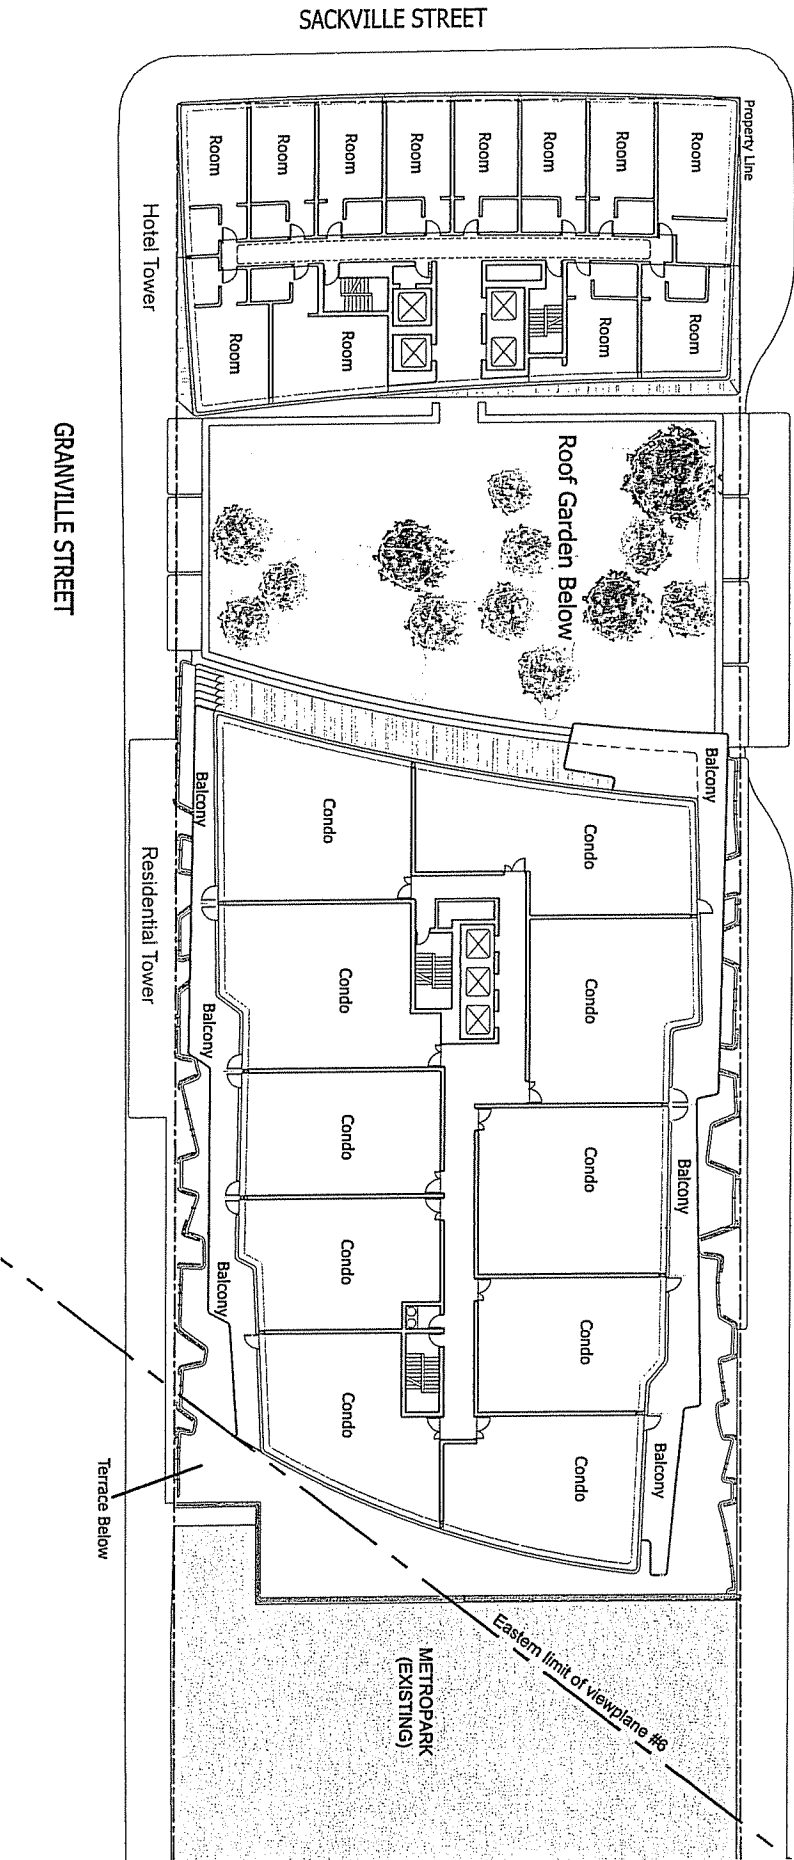 SACKVILLE STREET
Property Line
Room
Room
Room
Room
Room
Room
Room
Room
Hotel Tower
Room
Room
Room
Room
GRANVILLE STREET
Roof Garden Below
Balcony
Balcony
Condo
Condo
Residential Tower
Condo
Condo
Balcony
Condo
Condo
Balcony
Condo
Balcony
Condo
Condo
Condo
Balcony
Terrace Below
Eastern limit of viewplane #6
METROPARK
(EXISTING)